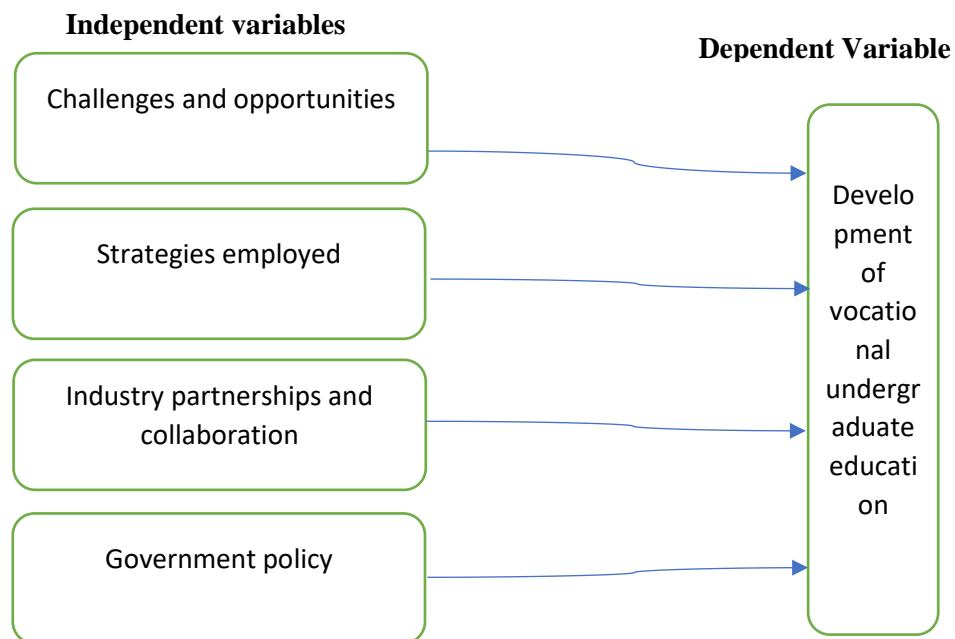 Independent variables
Dependent Variable
Challenges and opportunities
Strategies employed
Industry partnerships and
collaboration
Government policy
Develo
pment
of
vocatio
nal
undergr
aduate
educati
on